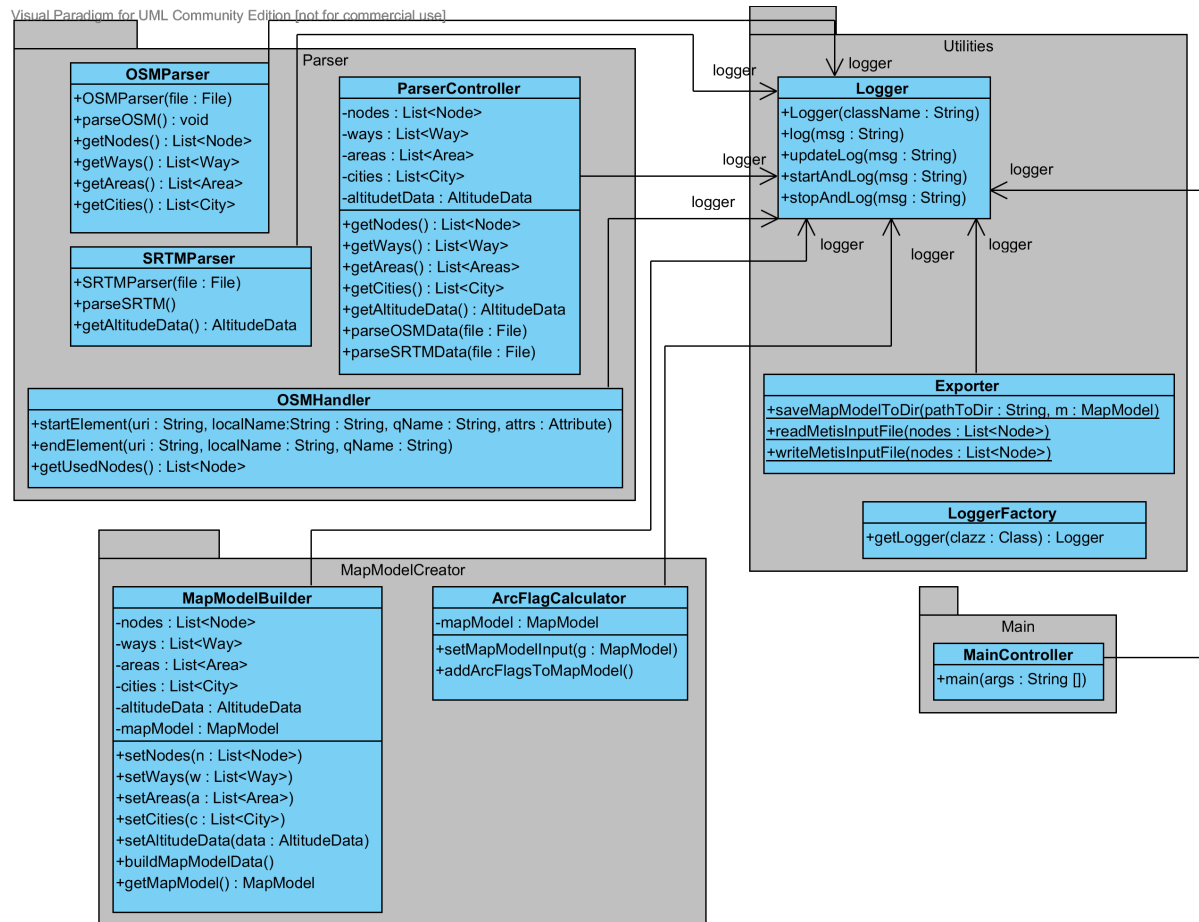 Visual Paradigm for UML Community Edition [not for commercial use]
Parser
OSMParser
+OSMParser(file : File)
+parseOSM() : void
+getNodes() : List<Node>
+getWays() : List<Way>
+getAreas() : List<Area>
+getCities() : List<City>
SRTMParser
+SRTMParser(file : File)
+parseSRTM()
+getAltitudeData() : AltitudeData
ParserController
-nodes : List<Node>
-ways : List<Way>
-areas : List<Area>
-cities : List<City>
-altitudetData : AltitudeData
+getNodes() : List<Node>
+getWays() : List<Way>
+getAreas() : List<Areas>
+getCities() : List<City>
+getAltitudeData() : AltitudeData
+parseOSMData(file : File)
+parseSRTMData(file : File)
OSMHandler
+startElement(uri : String, localName:String : String, qName : String, attrs : Attribute)
+endElement(uri : String, localName : String, qName : String)
+getUsedNodes() : List<Node>
Utilities
logger
logger
logger
logger
logger
logger
logger
logger
Logger
+Logger(className : String)
+log(msg : String)
+updateLog(msg : String)
+startAndLog(msg : String)
+stopAndLog(msg : String)
Exporter
+saveMapModelToDir(pathToDir : String, m : MapModel)
+readMetisInputFile(nodes : List<Node>)
+writeMetisInputFile(nodes : List<Node>)
LoggerFactory
+getLogger(clazz : Class) : Logger
MapModelCreator
MapModelBuilder
-nodes : List<Node>
-ways : List<Way>
-areas : List<Area>
-cities : List<City>
-altitudeData : AltitudeData
-mapModel : MapModel
+setNodes(n : List<Node>)
+setWays(w : List<Way>)
+setAreas(a : List<Area>)
+setCities(c : List<City>)
+setAltitudeData(data : AltitudeData)
+buildMapModelData()
+getMapModel() : MapModel
ArcFlagCalculator
-mapModel : MapModel
+setMapModelInput(g : MapModel)
+addArcFlagsToMapModel()
Main
MainController
+main(args : String [])